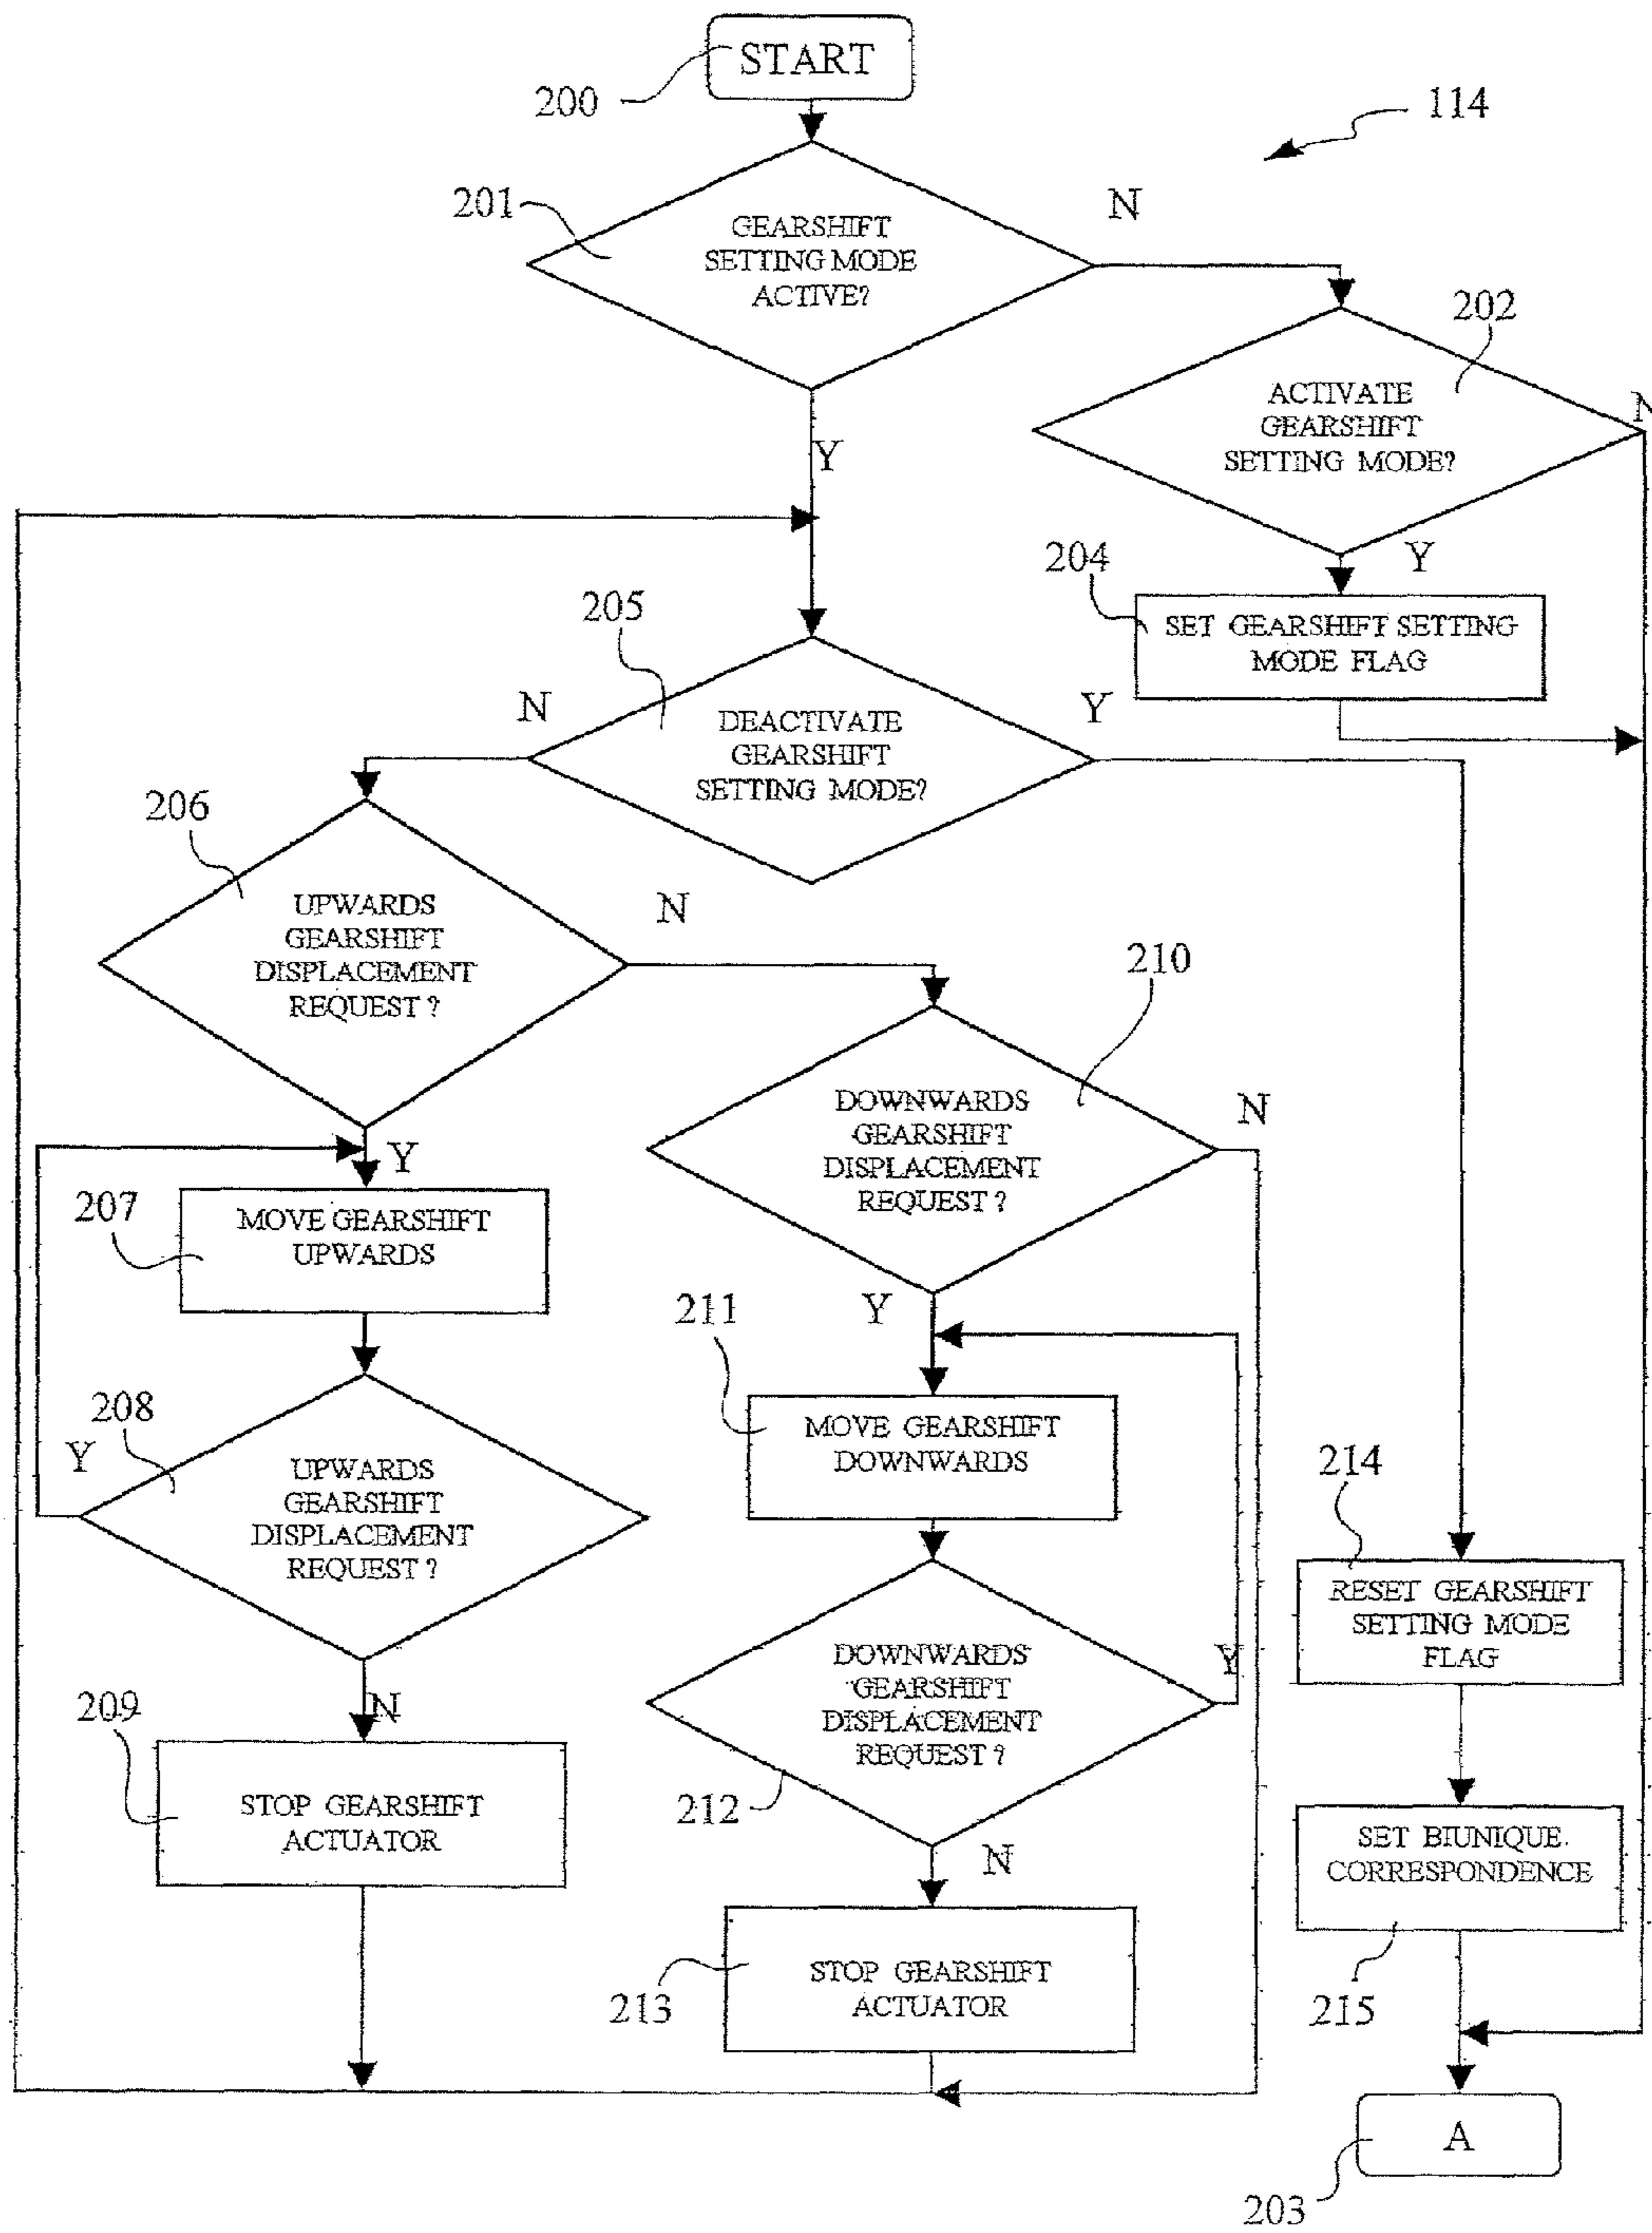 START
200
114
201
GEARSHIFT
SETTING MODE
ACTIVE?
N
202
ACTIVATE
GEARSHIFT
SETTING MODE?
N
Y
Y
204
SET GEARSHIFT SETTING
MODE FLAG
205
DEACTIVATE
GEARSHIFT
SETTING MODE?
N
Y
206
UPWARDS
GEARSHIFT
DISPLACEMENT
REQUEST ?
N
210
DOWNWARDS
GEARSHIFT
DISPLACEMENT
REQUEST ?
N
Y
207
MOVE GEARSHIFT
UPWARDS
Y
211
MOVE GEARSHIFT
DOWNWARDS
208
Y
UPWARDS
GEARSHIFT
DISPLACEMENT
REQUEST ?
214
RESET GEARSHIFT
SETTING MODE
FLAG
DOWNWARDS
GEARSHIFT
DISPLACEMENT
REQUEST ?
Y
212
N
209
STOP GEARSHIFT
ACTUATOR
N
SET BIUNIQUE.
CORRESPONDENCE
215
213
STOP GEARSHIFT
ACTUATOR
A
203